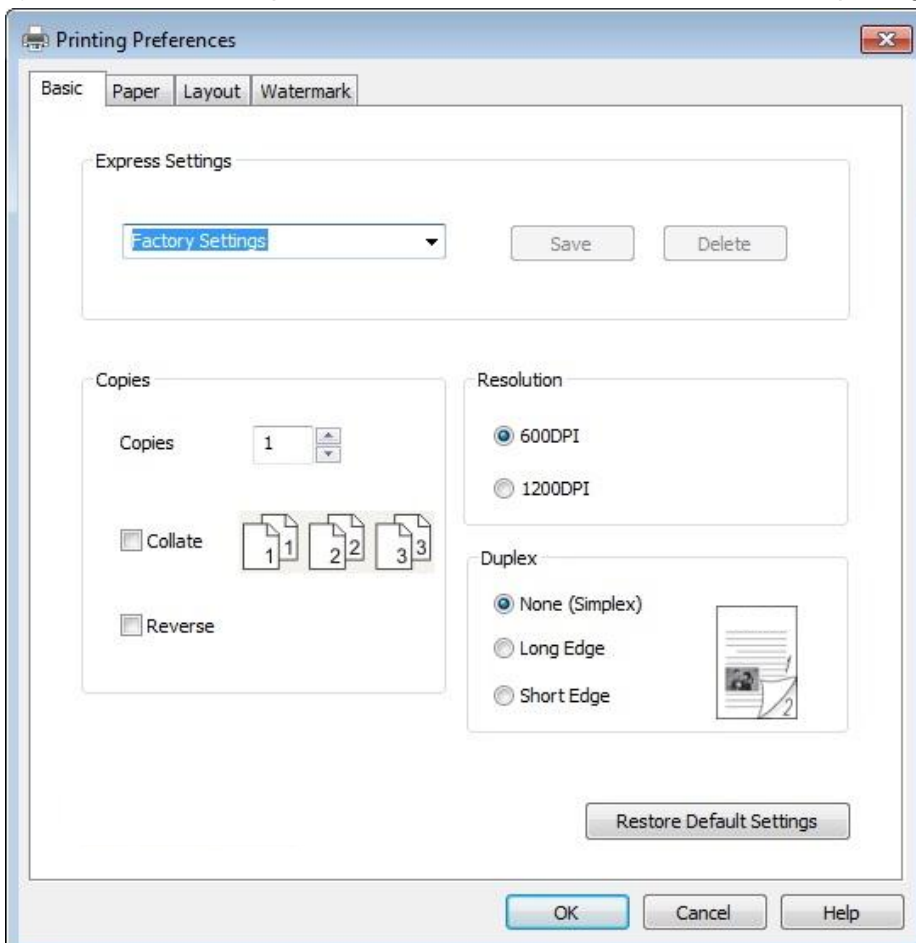 Printing Preferences
Basic Paper Layout Watermark
Express Settings
Factory Settings
Save Delete
Copies
Copies 1
Collate 1 1 2 2 3 3
Reverse
Resolution
600DPI
1200DPI
Duplex
None (Simplex)
Long Edge
Short Edge
1
2
Restore Default Settings
OK Cancel Help